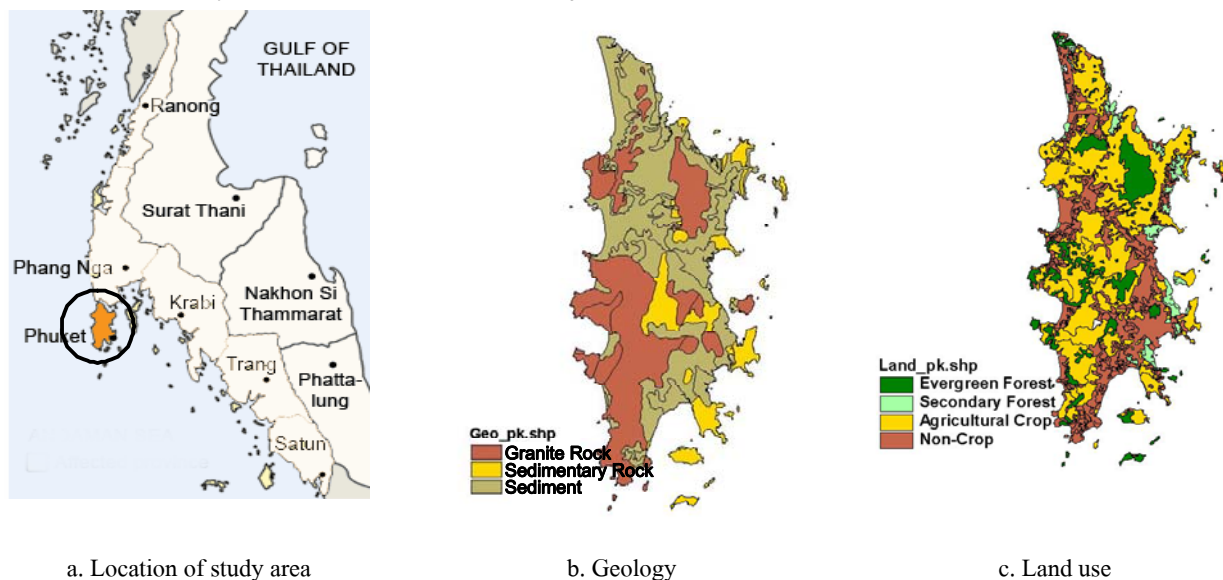 GULF OF
THAILAND
Ranong
Surat Thani
Phang Nga
Krabi
Nakhon Si
Thammarat
Phuket
Trang
Phatta-
lung
Satun
Geo_pk.shp
Granite Rock
Sedimentary Rock
Sediment
Land_pk.shp
Evergreen Forest
Secondary Forest
Agricultural Crop
Non-Crop
a. Location of study area
b. Geology
c. Land use